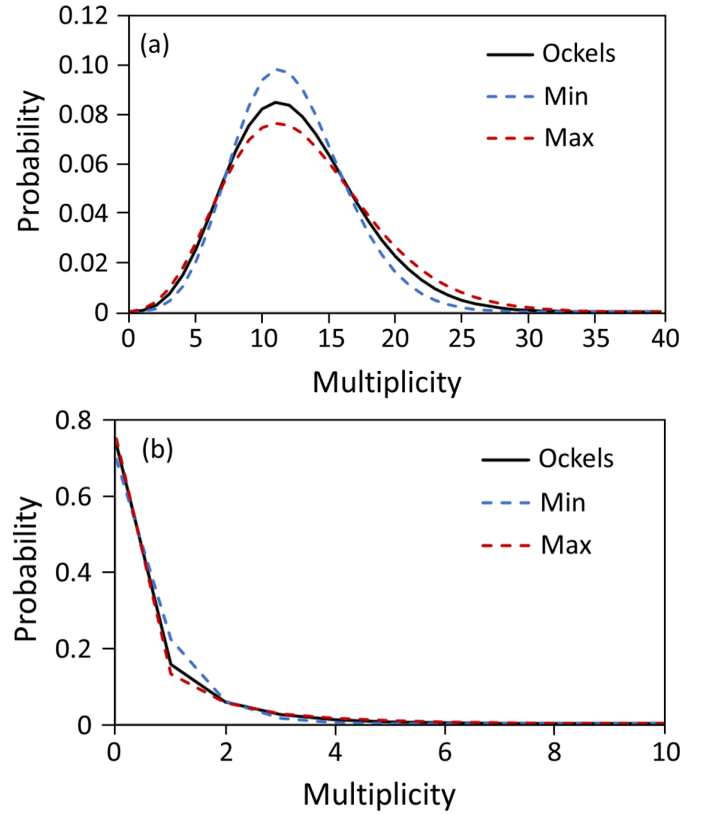 0.12
(a)
Ockels
0.10
Min
0.08
Max
0.06
0.04
0.02
0
Probability
0 5 10 15 20 25 30 35 40
Multiplicity
0.8
(b)
Ockels
0.6
Min
Max
0.4
0.2
0
Probability
0 2 4 6 8 10
Multiplicity